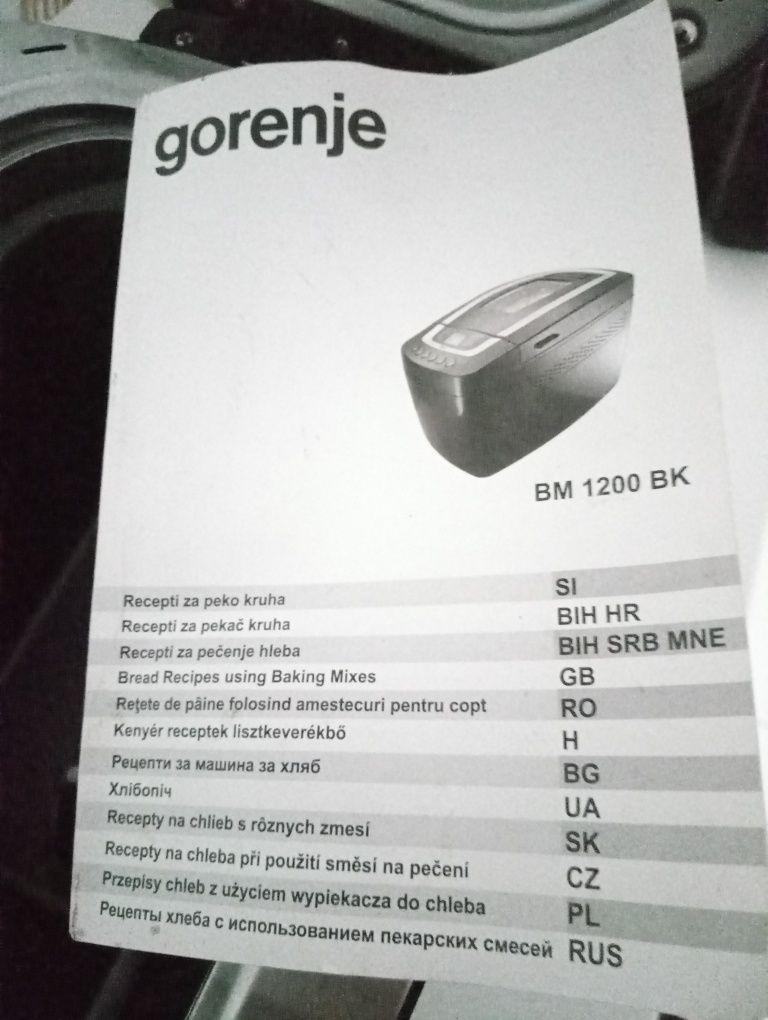 gorenje
BM 1200 BK
Recepti za peko kruha SI
Recepti za pekač kruha BIH HR
Recepti za pečenje hleba BIH SRB MNE
Bread Recipes using Baking Mixes GB
Reţete de pâine folosind amestecuri pentru copt RO
Kenyér receptek lisztkeverékbő H
Рецепти за машина за хляб BG
Хлібопіч UA
Recepty na chlieb s rôznych zmesí SK
Recepty na chleba při použití směsí na pečení CZ
Przepisy chleb z użyciem wypiekacza do chleba PL
Рецепты хлеба с использованием пекарских смесей RUS